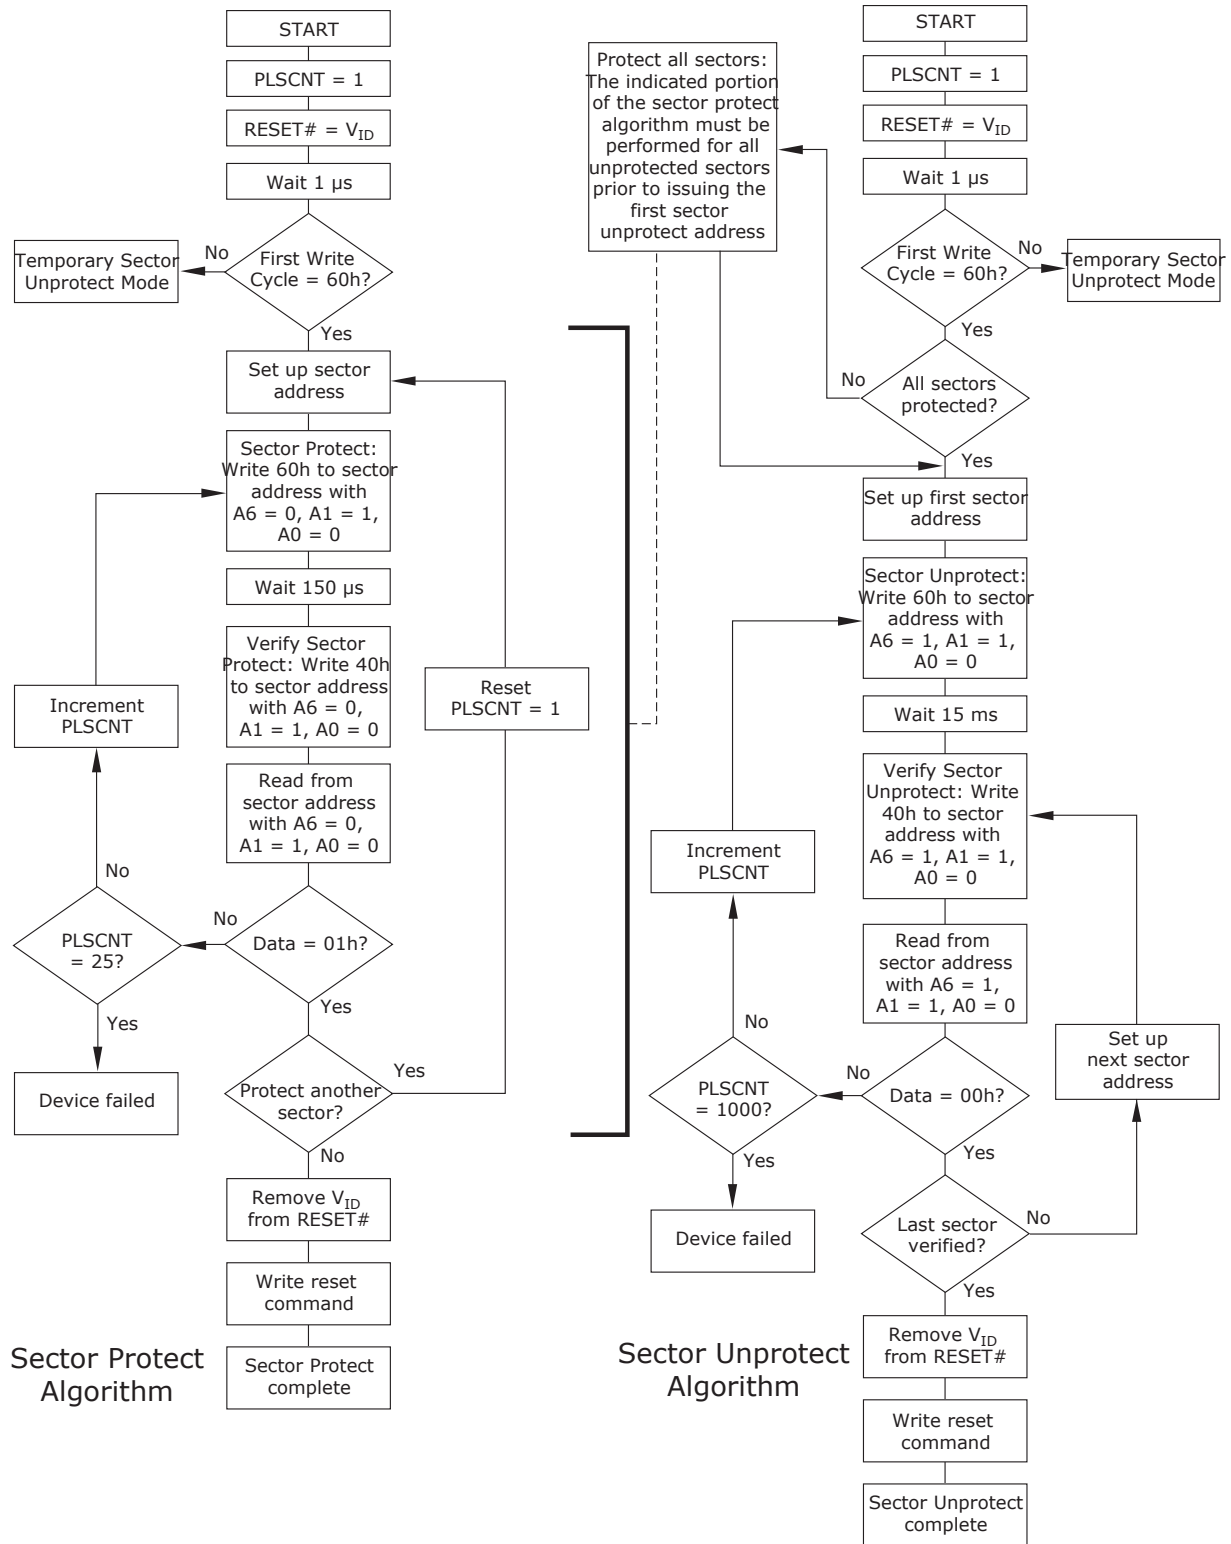 START
PLSCNT = 1
RESET# = VID
Wait 1 μs
First Write
Cycle = 60h?
No
Temporary Sector
Unprotect Mode
Yes
Set up sector
address
Sector Protect:
Write 60h to sector
address with
A6 = 0, A1 = 1,
A0 = 0
Wait 150 μs
Verify Sector
Protect: Write 40h
to sector address
with A6 = 0,
A1 = 1, A0 = 0
Increment
PLSCNT
Reset
PLSCNT = 1
Read from
sector address
with A6 = 0,
A1 = 1, A0 = 0
No
PLSCNT
= 25?
No
Data = 01h?
Yes
Yes
Device failed
Protect another
sector?
Yes
No
Remove VID
from RESET#
Write reset
command
Sector Protect
complete
Sector Protect
Algorithm
Protect all sectors:
The indicated portion
of the sector protect
algorithm must be
performed for all
unprotected sectors
prior to issuing the
first sector
unprotect address
START
PLSCNT = 1
RESET# = VID
Wait 1 μs
First Write
Cycle = 60h?
No
Temporary Sector
Unprotect Mode
Yes
No
All sectors
protected?
Yes
Set up first sector
address
Sector Unprotect:
Write 60h to sector
address with
A6 = 1, A1 = 1,
A0 = 0
Wait 15 ms
Verify Sector
Unprotect: Write
40h to sector
address with
A6 = 1, A1 = 1,
A0 = 0
Increment
PLSCNT
Read from
sector address
with A6 = 1,
A1 = 1, A0 = 0
No
PLSCNT
= 1000?
No
Data = 00h?
Set up
next sector
address
Yes
Yes
Device failed
Last sector
verified?
No
Yes
Remove VID
from RESET#
Write reset
command
Sector Unprotect
complete
Sector Unprotect
Algorithm